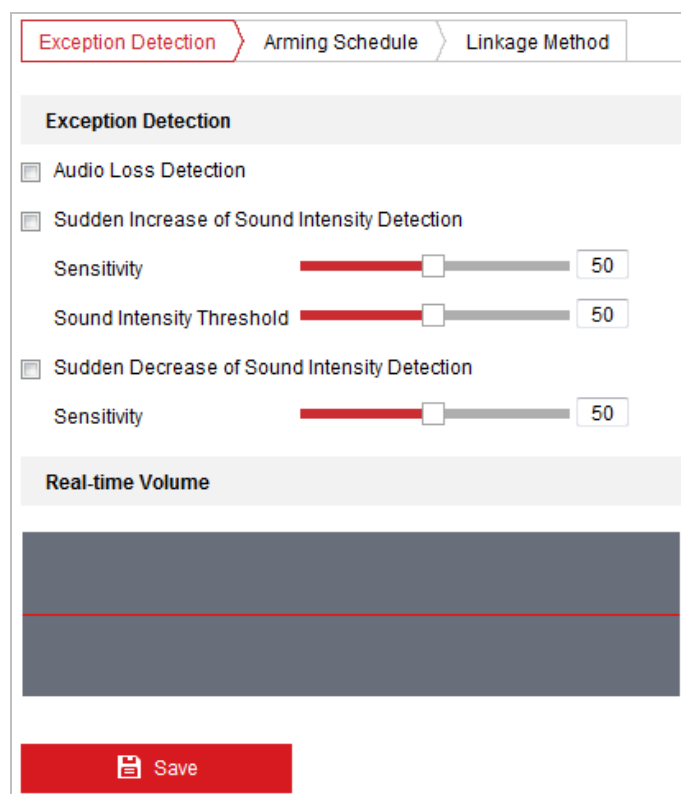 Exception Detection Arming Schedule Linkage Method
Exception Detection
Audio Loss Detection
Sudden Increase of Sound Intensity Detection
Sensitivity 50
Sound Intensity Threshold 50
Sudden Decrease of Sound Intensity Detection
Sensitivity 50
Real-time Volume
Save